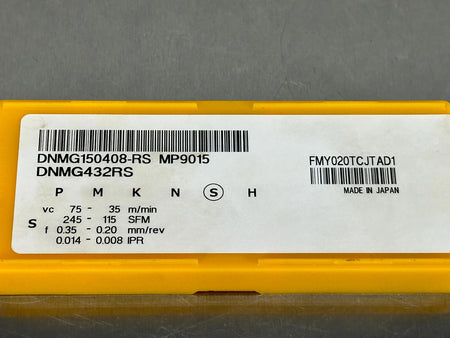 DNMG150408-RS MP9015
DNMG432RS
FMY020TCJTAD1
MADE IN JAPAN
P M K N S H
S
vc 75 - 35 m/min
245 - 115 SFM
f 0.35 - 0.20 mm/rev
0.014 - 0.008 IPR